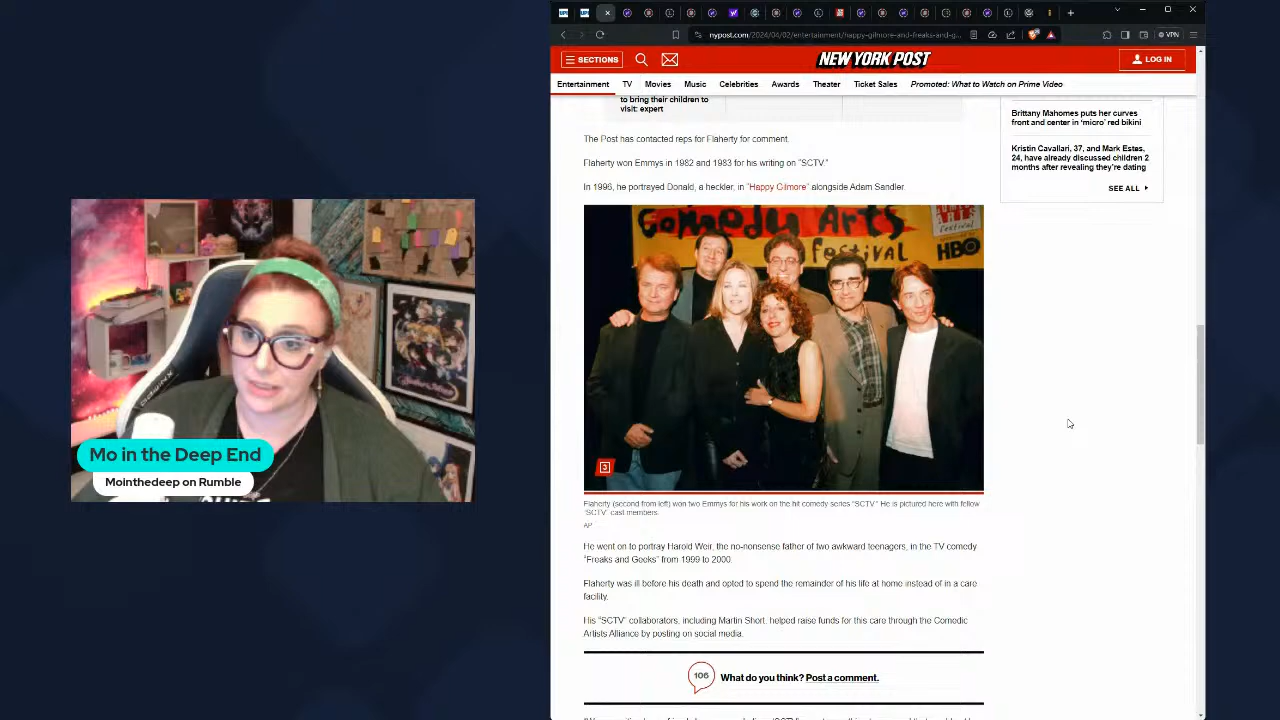 nypost.com/2024/04/02/entertainment/happy-gilmore-and-freaks-and-g...
VPN
SECTIONS
NEW YORK POST
LOG IN
Entertainment TV Movies Music Celebrities Awards Theater Ticket Sales Promoted: What to Watch on Prime Video
to bring their children to
visit: expert
The Post has contacted reps for Flaherty for comment.
Flaherty won Emmys in 1982 and 1983 for his writing on “SCTV.”
In 1996, he portrayed Donald, a heckler, in “Happy Gilmore” alongside Adam Sandler.
Comedy Arts
festival
festival
sponsored by
HBO
3
Flaherty (second from left) won two Emmys for his work on the hit comedy series “SCTV.” He is pictured here with fellow
“SCTV” cast members.
AP
He went on to portray Harold Weir, the no-nonsense father of two awkward teenagers, in the TV comedy
“Freaks and Geeks” from 1999 to 2000.
Flaherty was ill before his death and opted to spend the remainder of his life at home instead of in a care
facility.
His “SCTV” collaborators, including Martin Short, helped raise funds for this care through the Comedic
Artists Alliance by posting on social media.
106
What do you think? Post a comment.
Brittany Mahomes puts her curves
front and center in ‘micro’ red bikini
Kristin Cavallari, 37, and Mark Estes,
24, have already discussed children 2
months after revealing they’re dating
SEE ALL
Mo in the Deep End
Mointhedeep on Rumble